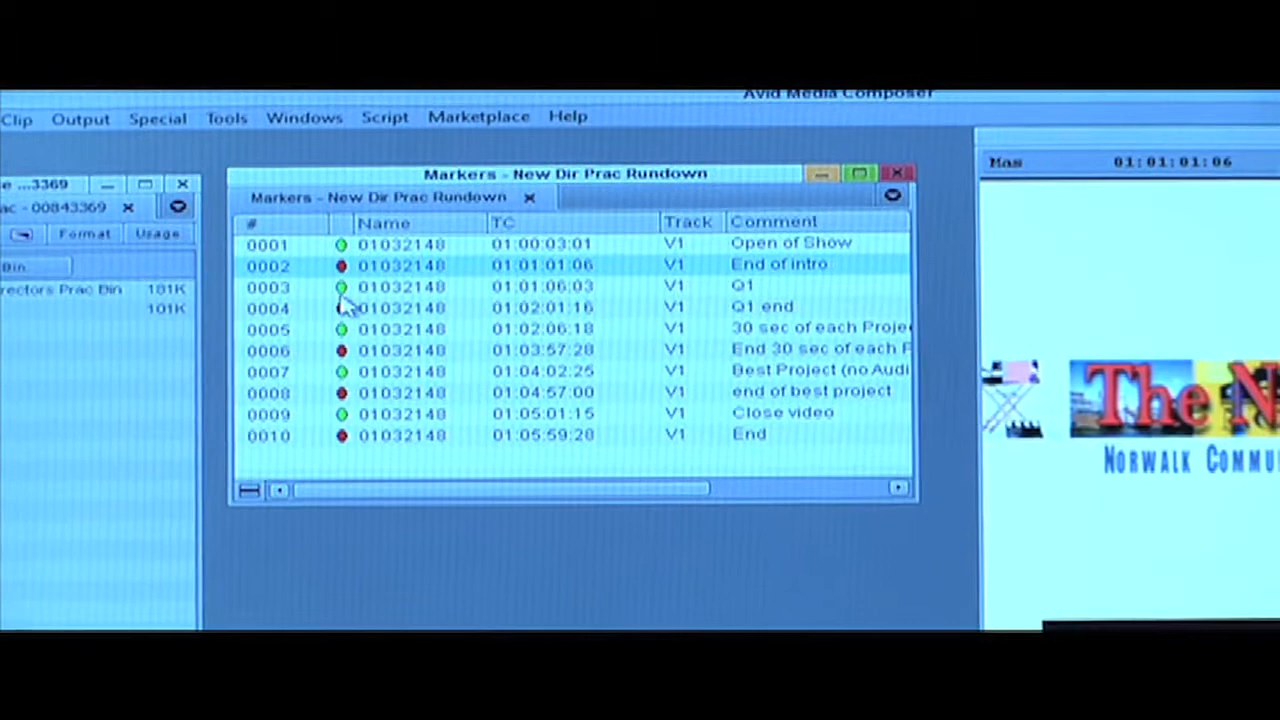 Avid Media Composer
Clip Output Special Tools Windows Script Marketplace Help
Mas 01:01:01:06
Markers - New Dir Prac Rundown
e ...3369
Markers - New Dir Prac Rundown
ac - 00843369
# Name TC Track Comment
Format Usage
0001 01032148 01:00:03:01 V1 Open of Show
0002 01032148 01:01:01:06 V1 End of intro
Bin
0003 01032148 01:01:06:03 V1 Q1
rectors Prac Bin 181K
0004 01032148 01:02:01:16 V1 Q1 end
101K
0005 01032148 01:02:06:18 V1 30 sec of each Projec
0006 01032148 01:03:57:28 V1 End 30 sec of each P
0007 01032148 01:04:02:25 V1 Best Project (no Audi
0008 01032148 01:04:57:00 V1 end of best project
0009 01032148 01:05:01:15 V1 Close video
0010 01032148 01:05:59:28 V1 End
The N
Norwalk Commu